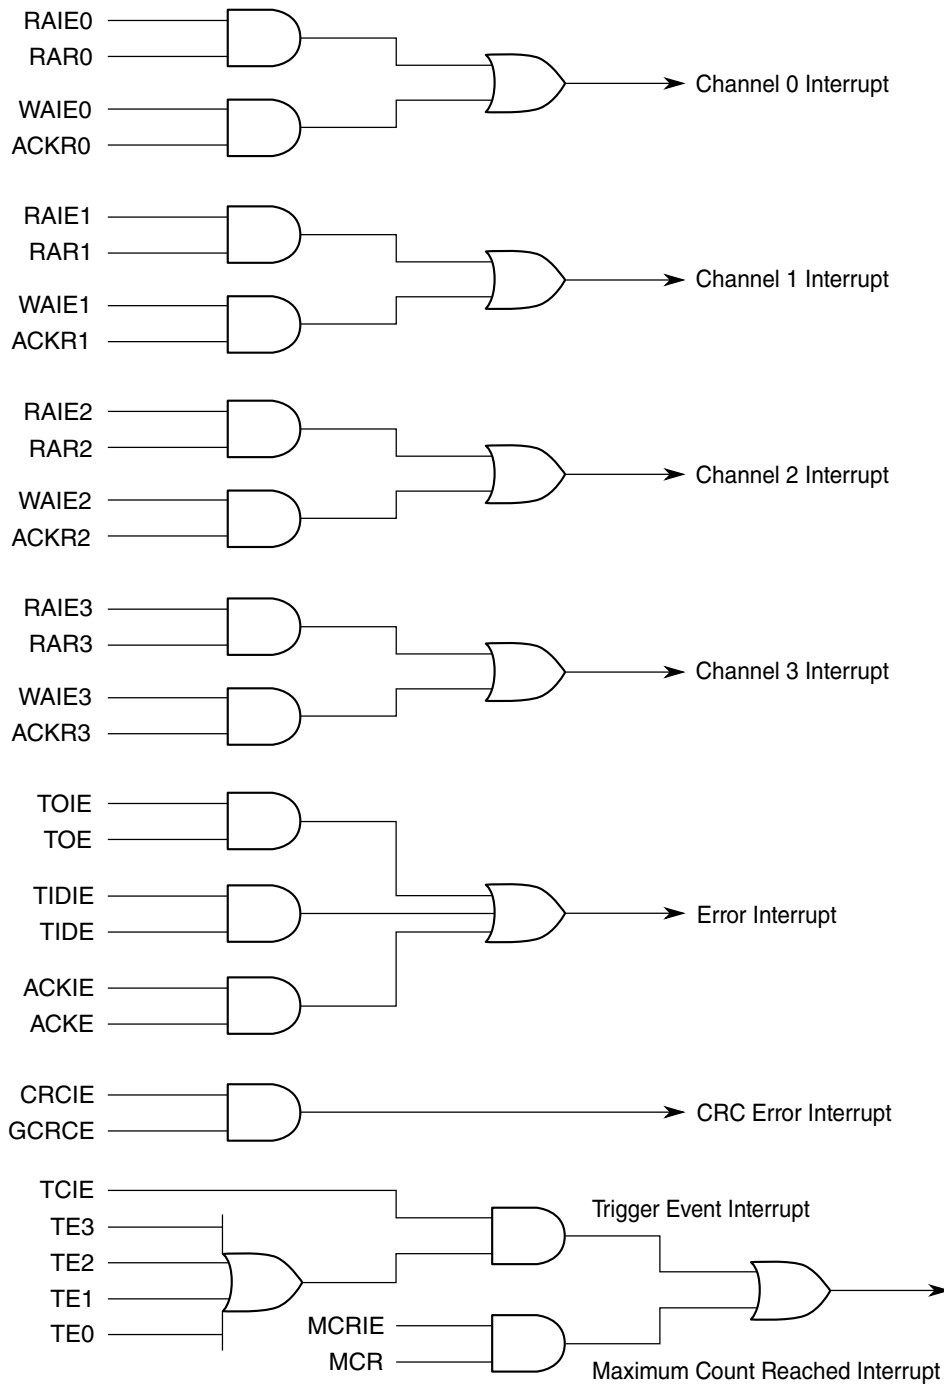 RAIE0
RAR0
WAIE0
ACKR0
Channel 0 Interrupt
RAIE1
RAR1
WAIE1
ACKR1
Channel 1 Interrupt
RAIE2
RAR2
WAIE2
ACKR2
Channel 2 Interrupt
RAIE3
RAR3
WAIE3
ACKR3
Channel 3 Interrupt
TOIE
TOE
TIDIE
TIDE
ACKIE
ACKE
Error Interrupt
CRCIE
GCRCE
CRC Error Interrupt
TCIE
TE3
TE2
TE1
TE0
Trigger Event Interrupt
MCRIE
MCR
Maximum Count Reached Interrupt